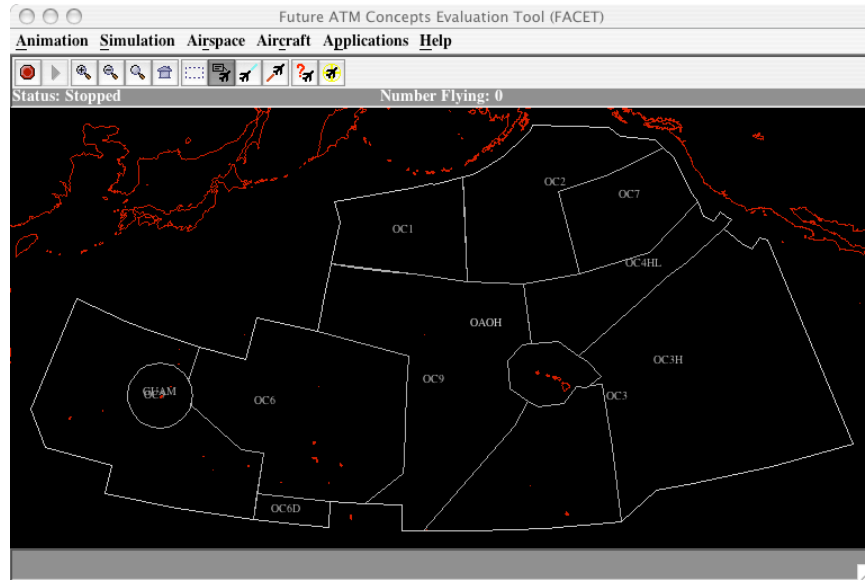 Future ATM Concepts Evaluation Tool (FACET)
Animation Simulation Airspace Aircraft Applications Help
Status: Stopped Number Flying: 0
OC2
OC7
OC1
OC4HL
OAOH
OC3H
OC9
GUAM
OC6
OC3
OC6D